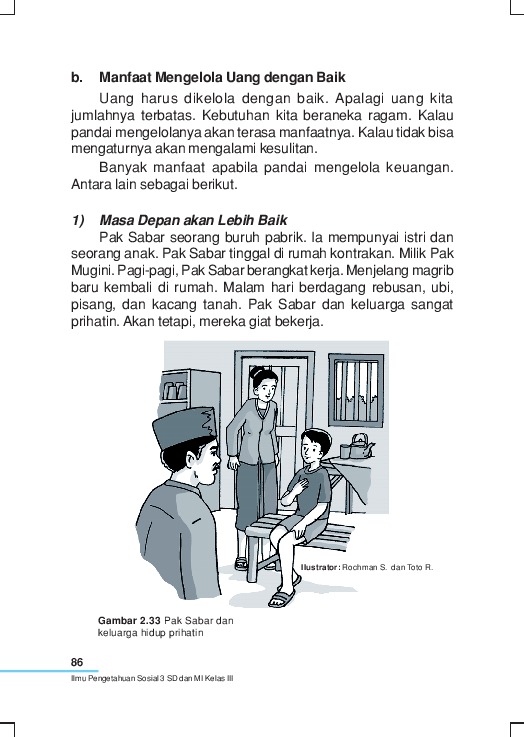 b. Manfaat Mengelola Uang dengan Baik
Uang harus dikelola dengan baik. Apalagi uang kita
jumlahnya terbatas. Kebutuhan kita beraneka ragam. Kalau
pandai mengelolanya akan terasa manfaatnya. Kalau tidak bisa
mengaturnya akan mengalami kesulitan.
Banyak manfaat apabila pandai mengelola keuangan.
Antara lain sebagai berikut.
1) Masa Depan akan Lebih Baik
Pak Sabar seorang buruh pabrik. Ia mempunyai istri dan
seorang anak. Pak Sabar tinggal di rumah kontrakan. Milik Pak
Mugini. Pagi-pagi, Pak Sabar berangkat kerja. Menjelang magrib
baru kembali di rumah. Malam hari berdagang rebusan, ubi,
pisang, dan kacang tanah. Pak Sabar dan keluarga sangat
prihatin. Akan tetapi, mereka giat bekerja.
Ilustrator: Rochman S. dan Toto R.
Gambar 2.33 Pak Sabar dan
keluarga hidup prihatin
86
Ilmu Pengetahuan Sosial 3 SD dan MI Kelas III